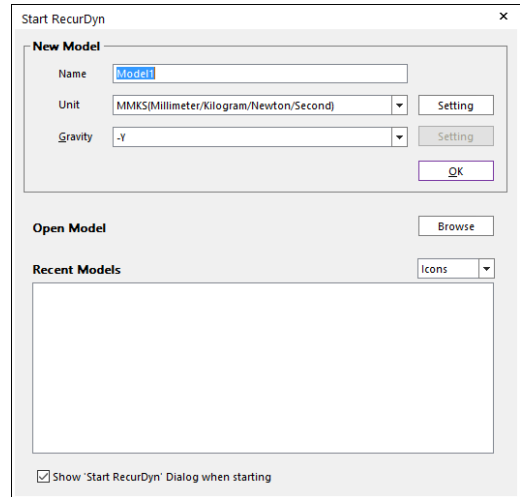 Start RecurDyn
New Model
Name Model1
Unit MMKS(Millimeter/Kilogram/Newton/Second) Setting
Gravity -Y Setting
OK
Open Model Browse
Recent Models Icons
Show 'Start RecurDyn' Dialog when starting